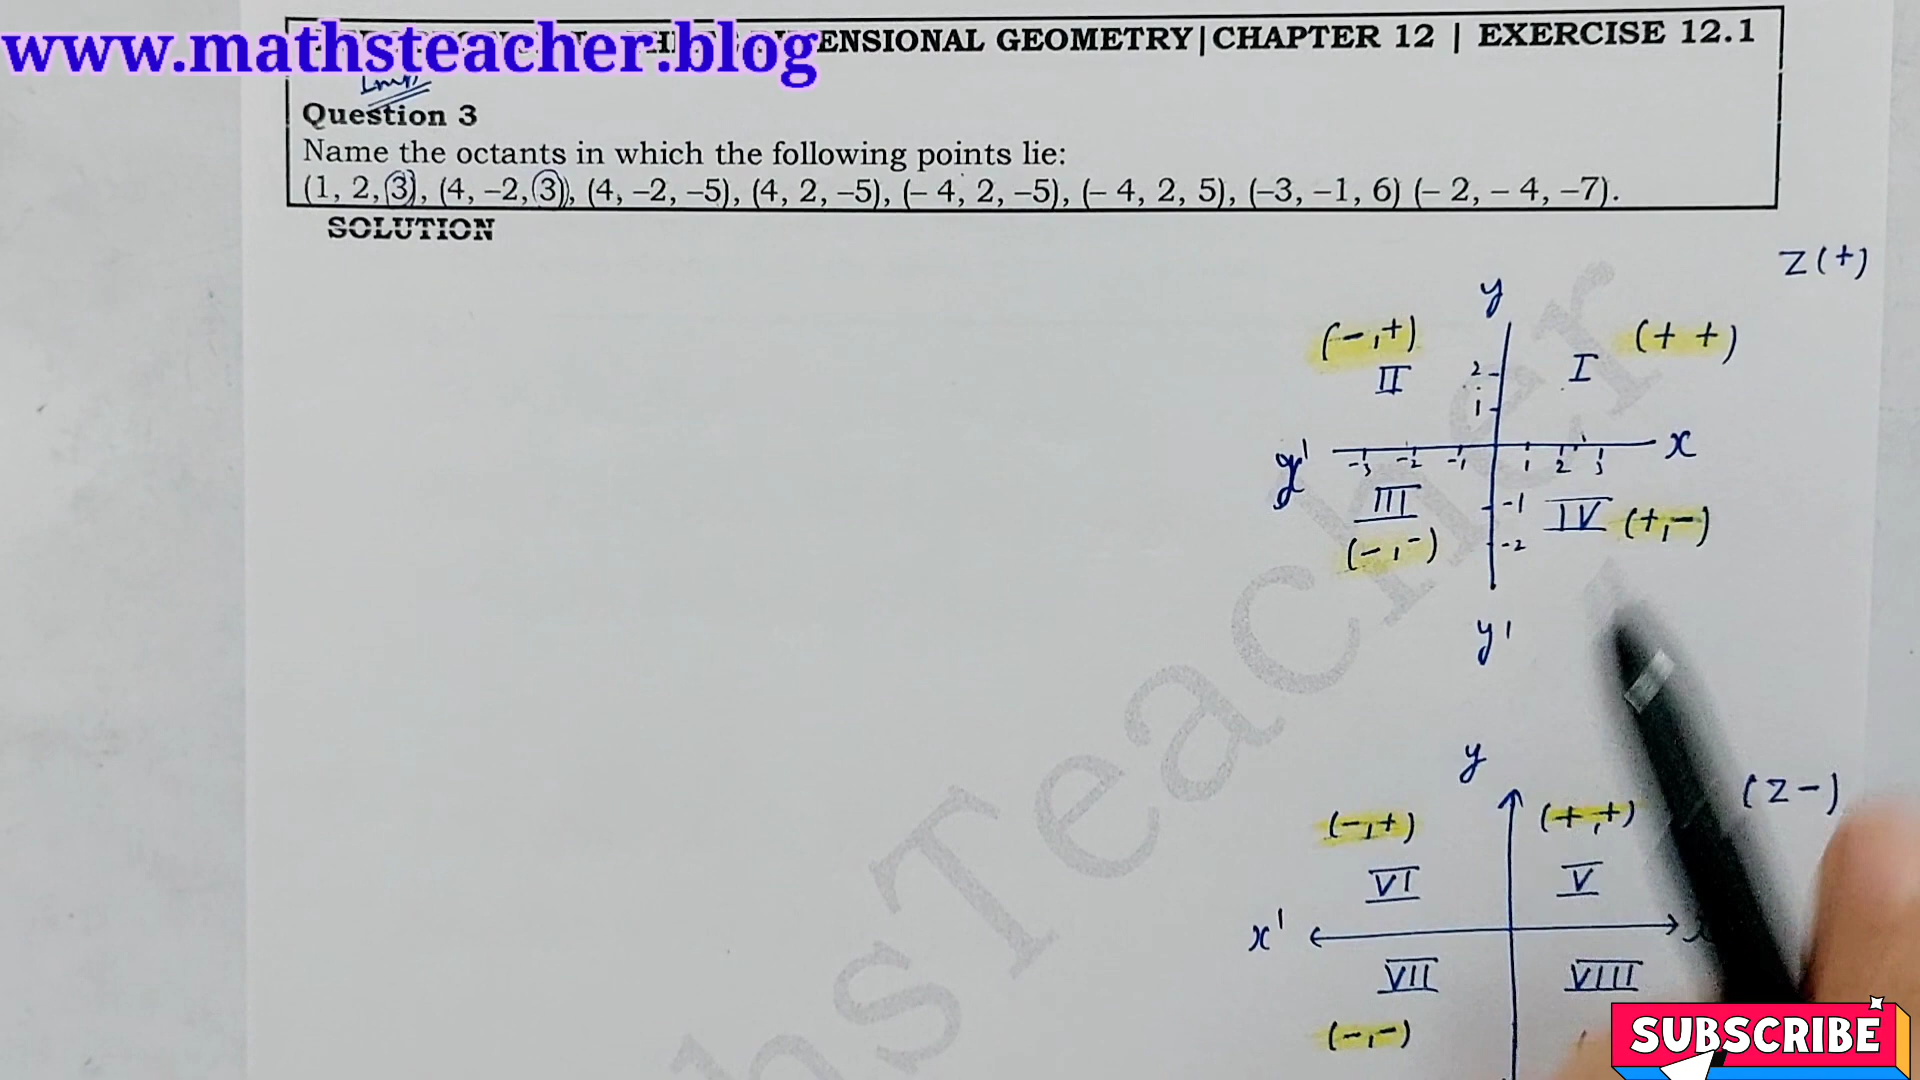 www.mathsteacher.blog
ENSIONAL GEOMETRY|CHAPTER 12 | EXERCISE 12.1
Imp
Question 3
Name the octants in which the following points lie:
(1, 2, 3), (4, –2, 3), (4, –2, –5), (4, 2, –5), (– 4, 2, –5), (– 4, 2, 5), (–3, –1, 6) (– 2, – 4, –7).
SOLUTION
z(+)
y
(-,+) (+ +)
II 2 I
1
x
-3 -2 -1 1 2 3
III -1 IV (+,-)
(-,-) -2
y'
y
(z-)
(-,+) (+,+)
VI V
x'
VII VIII
(-,-)
SUBSCRIBE
hsTeacher